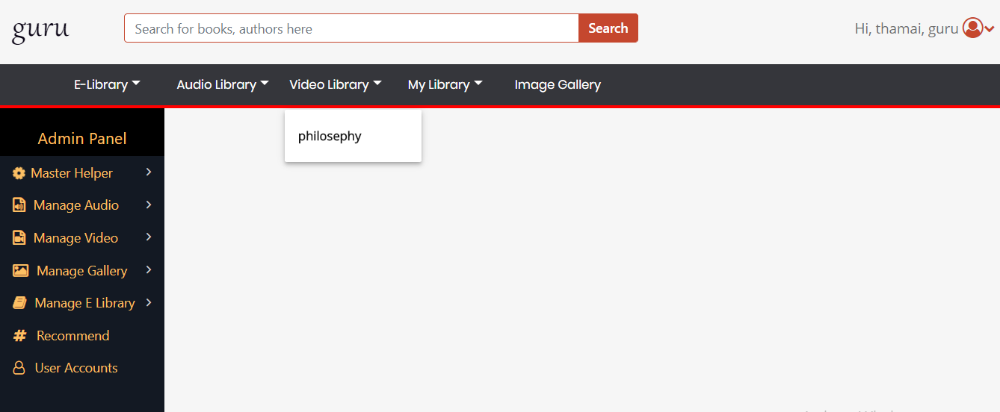 guru
Search for books, authors here
Search
Hi, thamai, guru
E-Library
Audio Library
Video Library
My Library
Image Gallery
philosephy
Admin Panel
Master Helper
Manage Audio
Manage Video
Manage Gallery
Manage E Library
Recommend
User Accounts